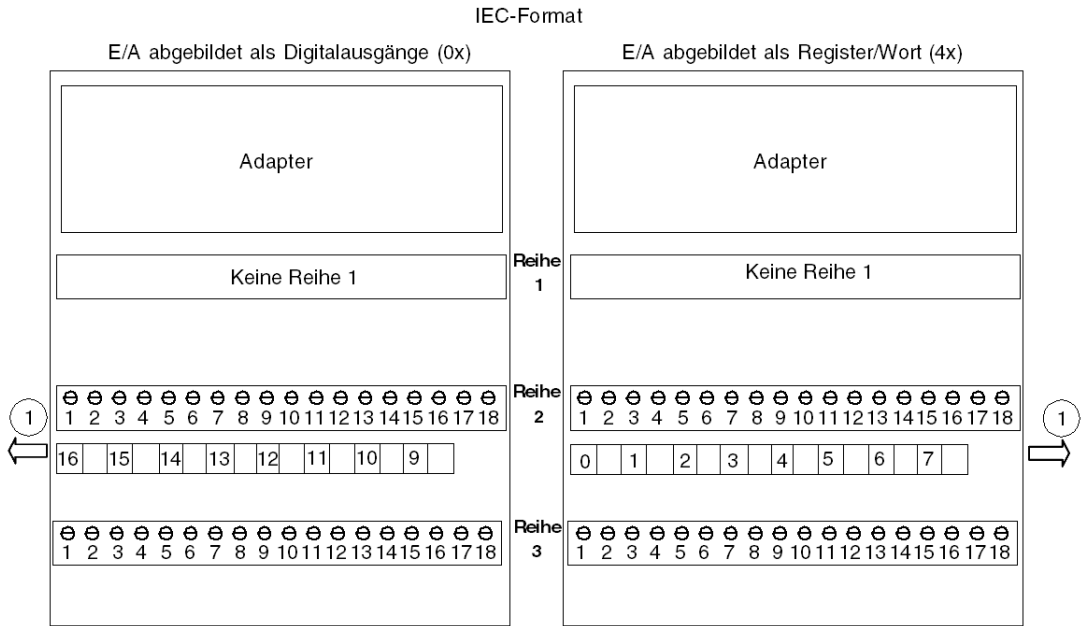 IEC-Format
E/A abgebildet als Digitalausgänge (0x)
E/A abgebildet als Register/Wort (4x)
Adapter
Adapter
Keine Reihe 1
Reihe
1
Keine Reihe 1
1 2 3 4 5 6 7 8 9 10 11 12 13 14 15 16 17 18
Reihe
2
1 2 3 4 5 6 7 8 9 10 11 12 13 14 15 16 17 18
1
16 15 14 13 12 11 10 9
0 1 2 3 4 5 6 7
1
1 2 3 4 5 6 7 8 9 10 11 12 13 14 15 16 17 18
Reihe
3
1 2 3 4 5 6 7 8 9 10 11 12 13 14 15 16 17 18